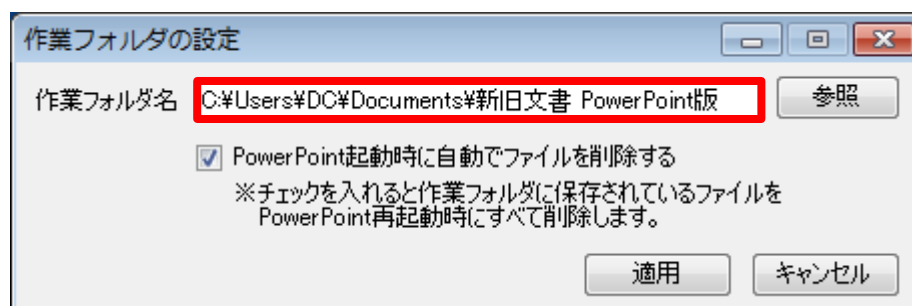 作業フォルダの設定
作業フォルダ名 C:¥Users¥DC¥Documents¥新旧文書 PowerPoint版 参照
PowerPoint起動時に自動でファイルを削除する
※チェックを入れると作業フォルダに保存されているファイルを
PowerPoint再起動時にすべて削除します。
適用 キャンセル